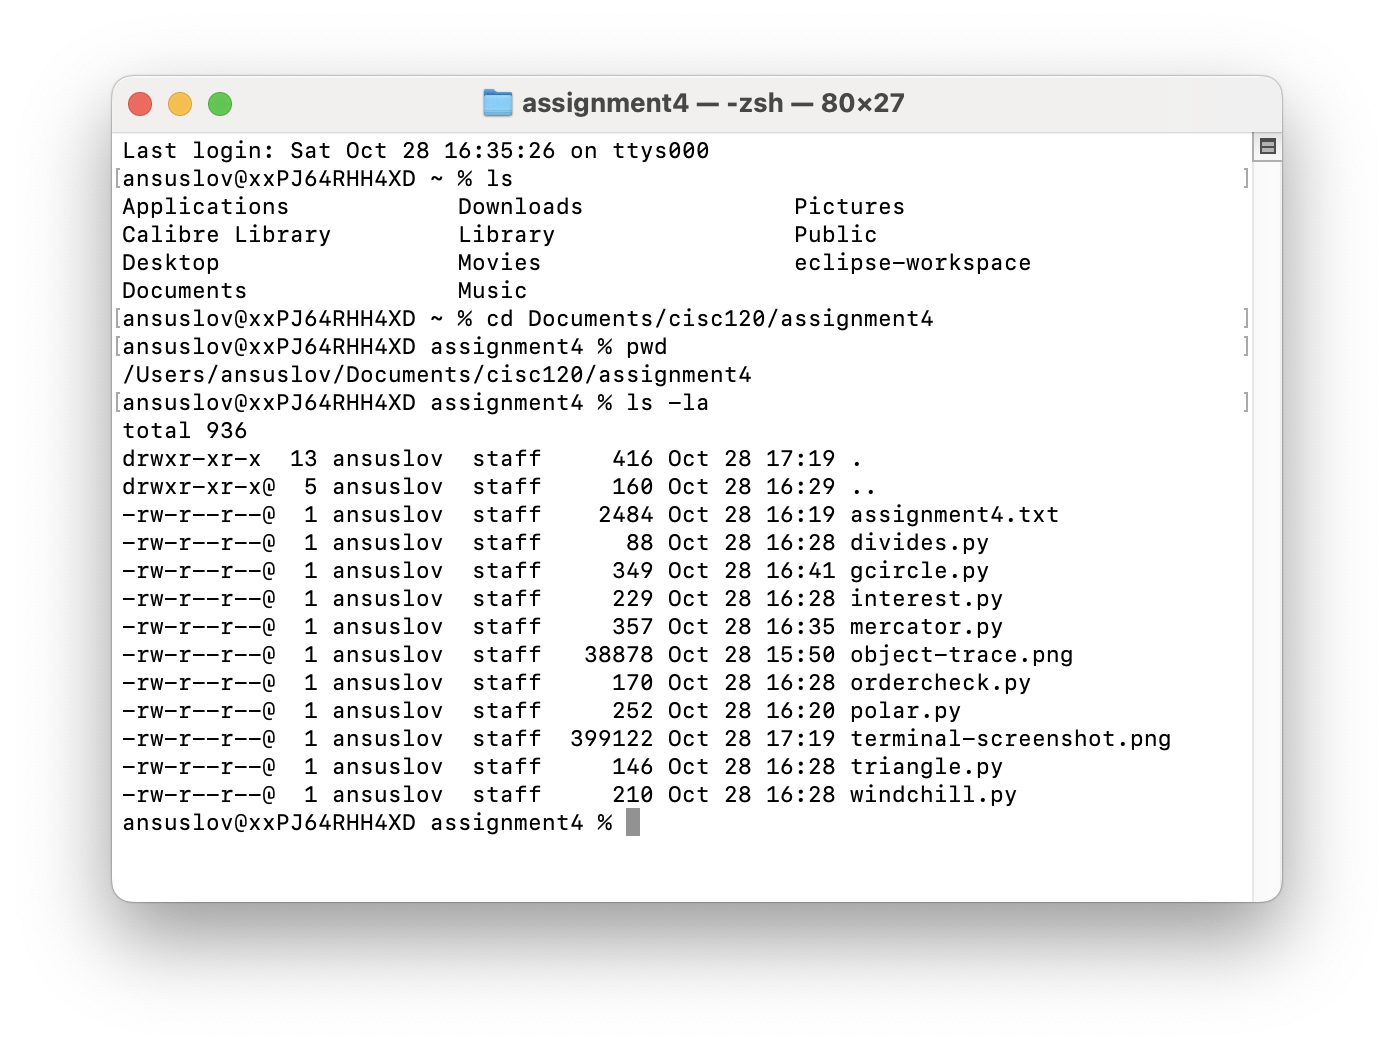 assignment4 — -zsh — 80×27
Last login: Sat Oct 28 16:35:26 on ttys000
[ansuslov@xxPJ64RHH4XD ~ % ls ]
Applications            Downloads               Pictures
Calibre Library         Library                 Public
Desktop                 Movies                  eclipse-workspace
Documents               Music
[ansuslov@xxPJ64RHH4XD ~ % cd Documents/cisc120/assignment4 ]
[ansuslov@xxPJ64RHH4XD assignment4 % pwd ]
/Users/ansuslov/Documents/cisc120/assignment4
[ansuslov@xxPJ64RHH4XD assignment4 % ls -la ]
total 936
drwxr-xr-x  13 ansuslov  staff     416 Oct 28 17:19 .
drwxr-xr-x@  5 ansuslov  staff     160 Oct 28 16:29 ..
-rw-r--r--@  1 ansuslov  staff    2484 Oct 28 16:19 assignment4.txt
-rw-r--r--@  1 ansuslov  staff      88 Oct 28 16:28 divides.py
-rw-r--r--@  1 ansuslov  staff     349 Oct 28 16:41 gcircle.py
-rw-r--r--@  1 ansuslov  staff     229 Oct 28 16:28 interest.py
-rw-r--r--@  1 ansuslov  staff     357 Oct 28 16:35 mercator.py
-rw-r--r--@  1 ansuslov  staff   38878 Oct 28 15:50 object-trace.png
-rw-r--r--@  1 ansuslov  staff     170 Oct 28 16:28 ordercheck.py
-rw-r--r--@  1 ansuslov  staff     252 Oct 28 16:20 polar.py
-rw-r--r--@  1 ansuslov  staff  399122 Oct 28 17:19 terminal-screenshot.png
-rw-r--r--@  1 ansuslov  staff     146 Oct 28 16:28 triangle.py
-rw-r--r--@  1 ansuslov  staff     210 Oct 28 16:28 windchill.py
ansuslov@xxPJ64RHH4XD assignment4 %